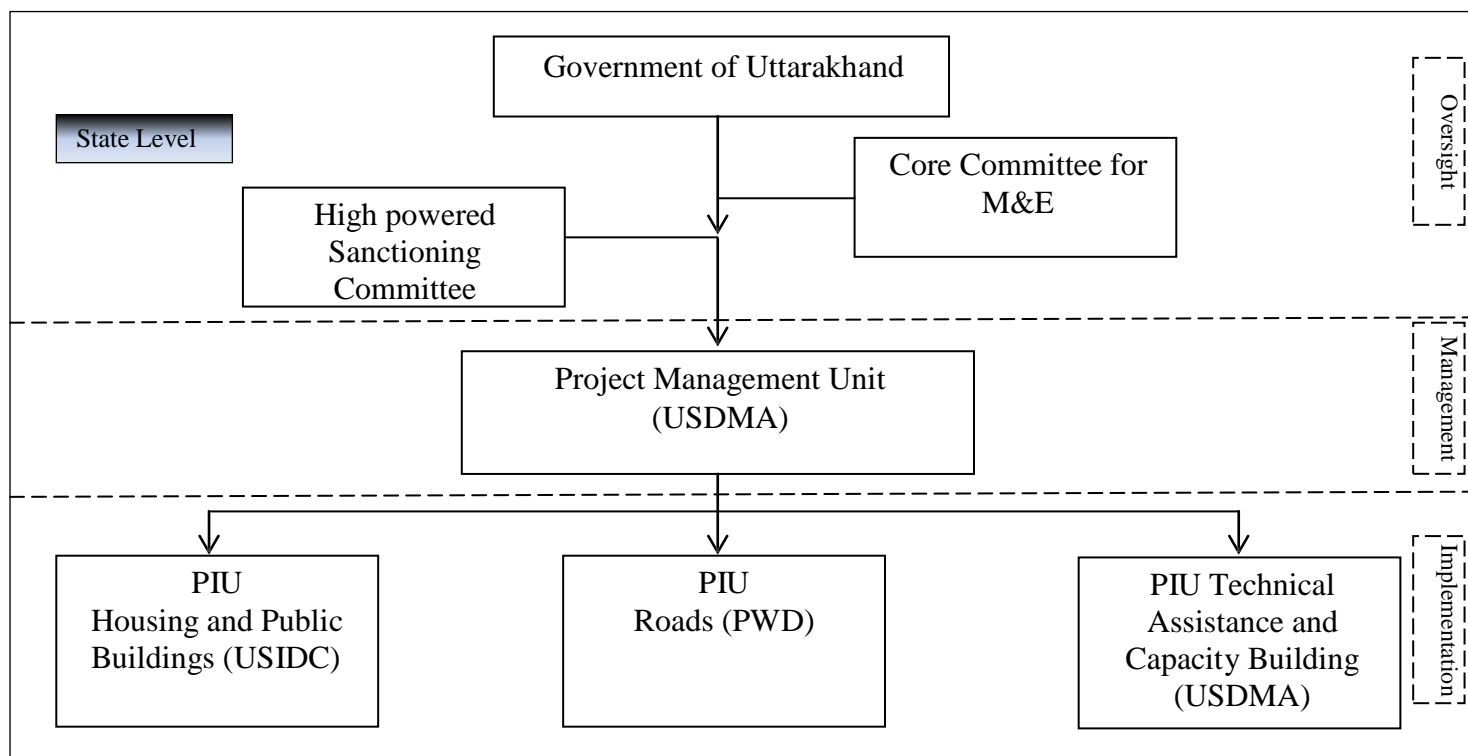 Government of Uttarakhand
State Level
Core Committee for
M&E
High powered
Sanctioning
Committee
Oversight
Project Management Unit
(USDMA)
Management
PIU
Housing and Public
Buildings (USIDC)
PIU
Roads (PWD)
PIU Technical
Assistance and
Capacity Building
(USDMA)
Implementation